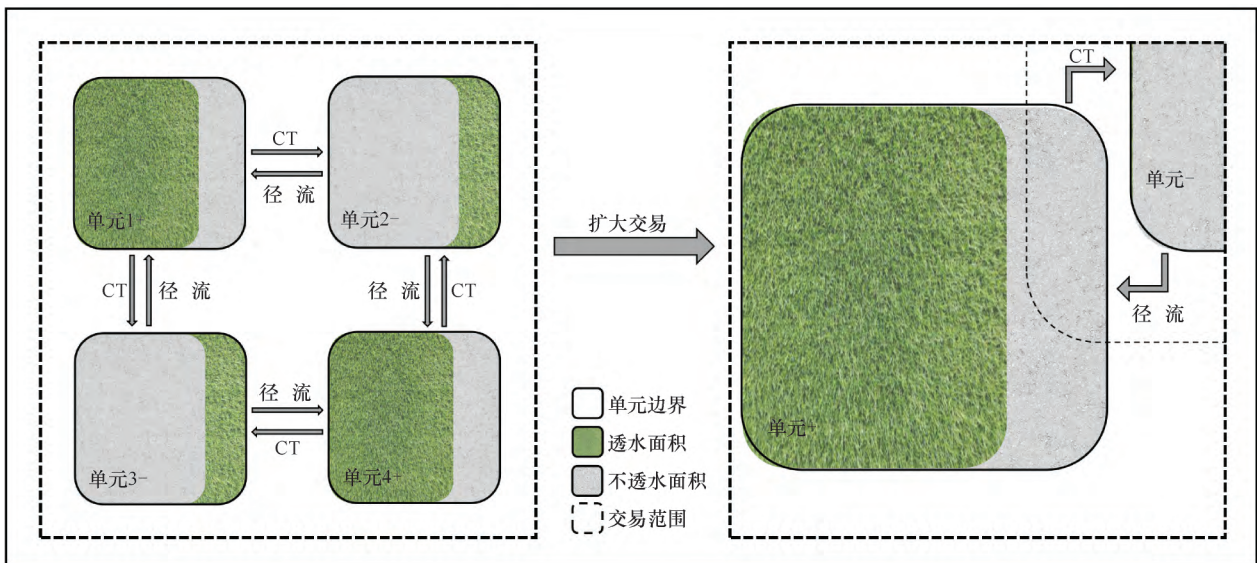 单元1+
CT
径 流
单元2-
CT
径 流
径 流
CT
单元3-
径 流
CT
单元4+
扩大交易
单元边界
透水面积
不透水面积
交易范围
CT
单元-
径 流
单元+